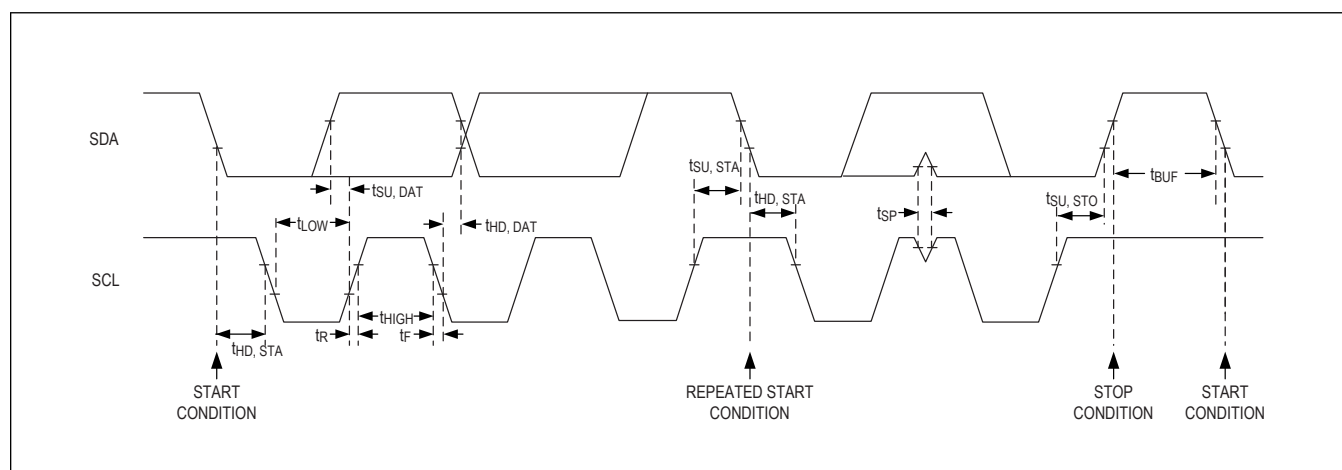 SDA
tSU, DAT
tLOW
tHD, DAT
tSU, STA
tHD, STA
tSP
tSU, STO
tBUF
SCL
tHD, STA
tR
tHIGH
tF
START
CONDITION
REPEATED START
CONDITION
STOP
CONDITION
START
CONDITION